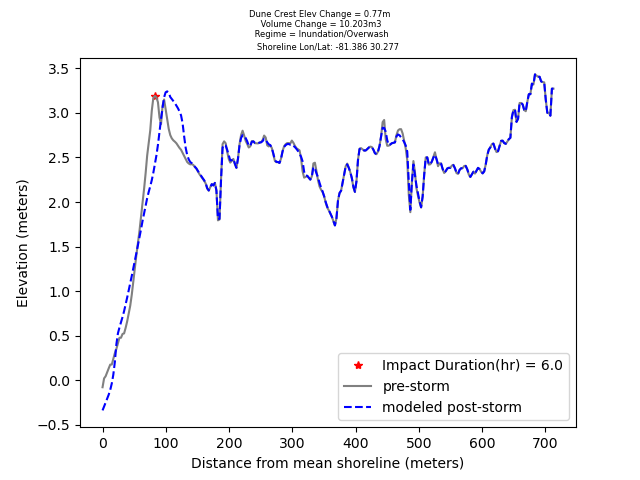 Dune Crest Elev Change = 0.77m
Volume Change = 10.203m3
Regime = Inundation/Overwash
Shoreline Lon/Lat: -81.386 30.277
3.5
3.0
2.5
2.0
1.5
1.0
0.5
0.0
−0.5
Elevation (meters)
Impact Duration(hr) = 6.0
pre-storm
modeled post-storm
0 100 200 300 400 500 600 700
Distance from mean shoreline (meters)